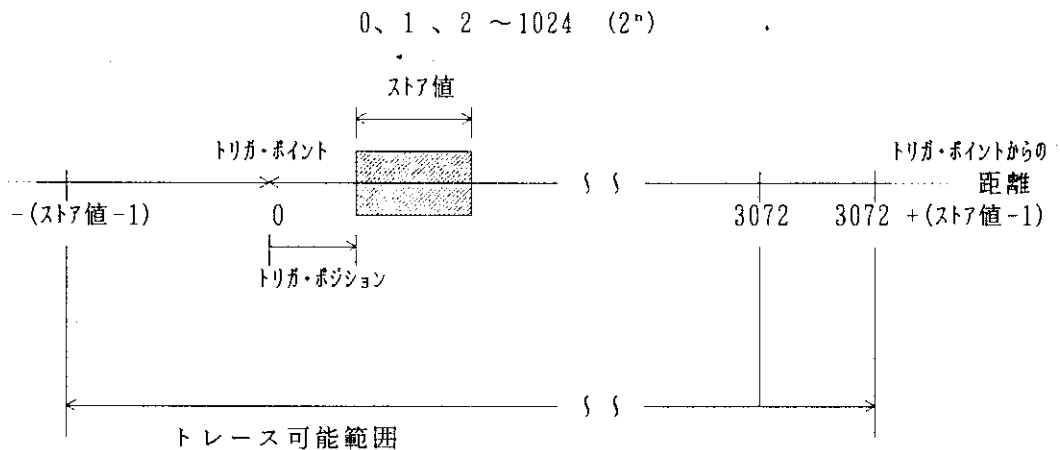 0、1、2 ～1024 (2ⁿ)
ストア値
トリガ・ポイント
トリガ・ポイントからの
距離
-(ストア値-1)
0
3072
3072 +(ストア値-1)
トリガ・ポジション
トレース可能範囲